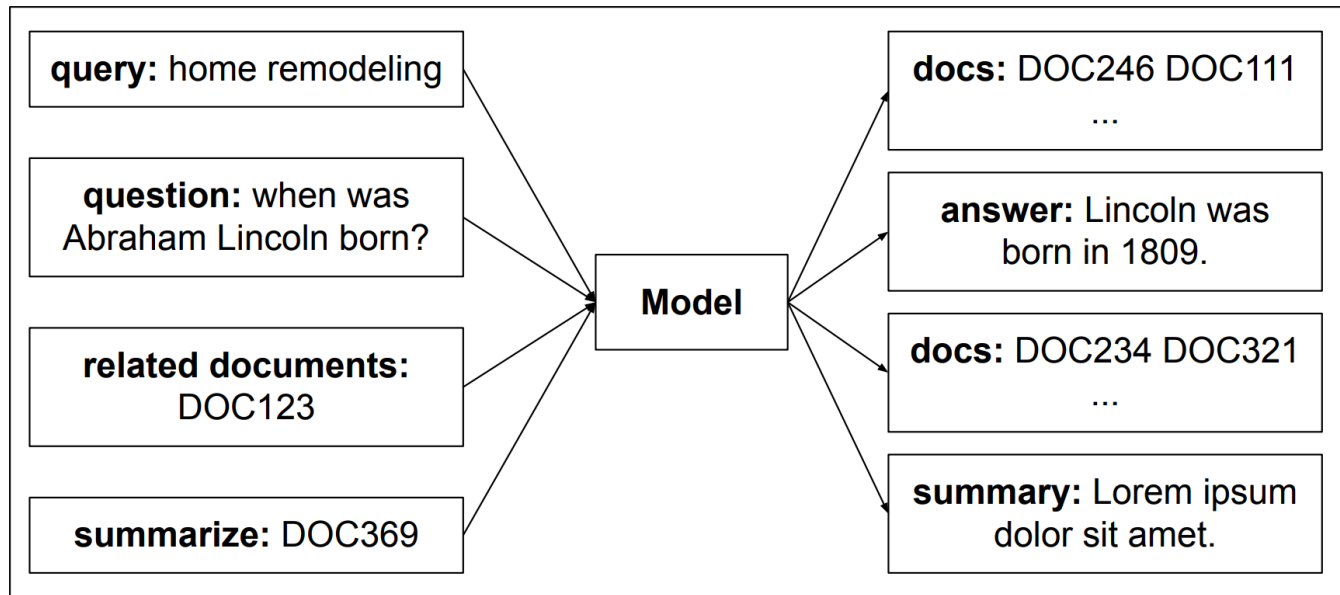 query: home remodeling
question: when was
Abraham Lincoln born?
related documents:
DOC123
summarize: DOC369
Model
docs: DOC246 DOC111
...
answer: Lincoln was
born in 1809.
docs: DOC234 DOC321
...
summary: Lorem ipsum
dolor sit amet.